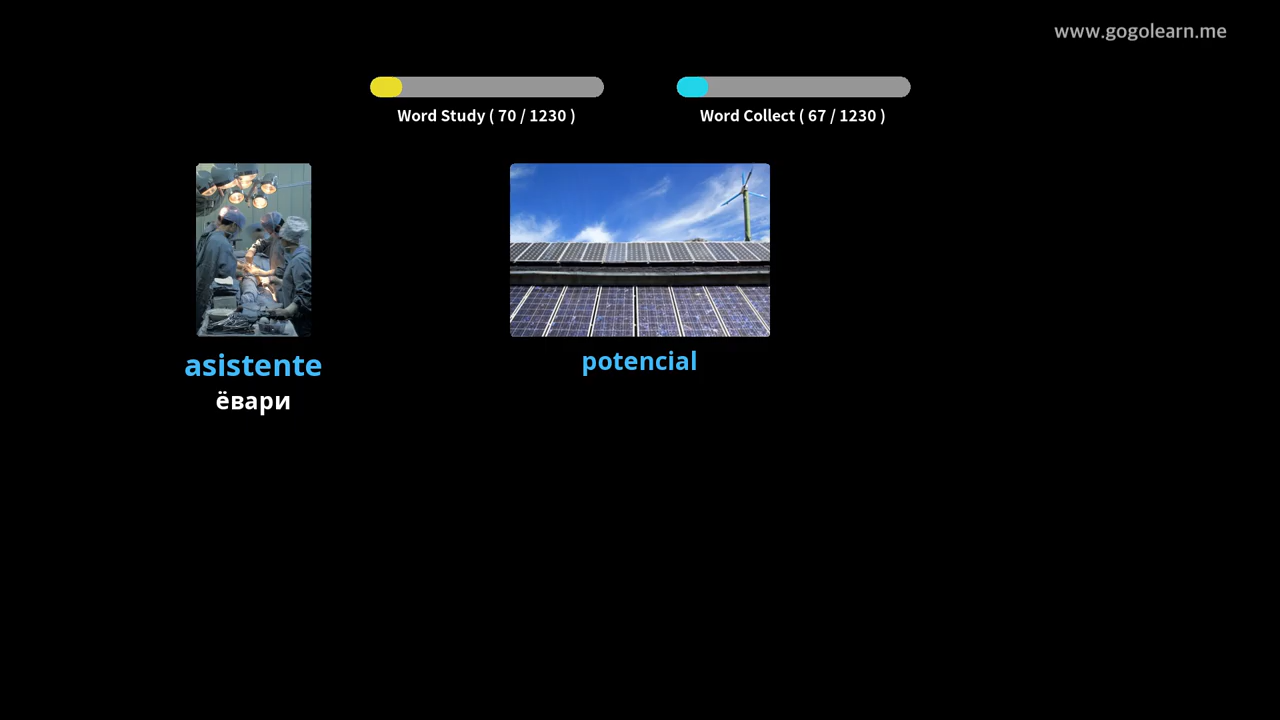 www.gogolearn.me
Word Study ( 70 / 1230 )
Word Collect ( 67 / 1230 )
asistente
ёвари
potencial